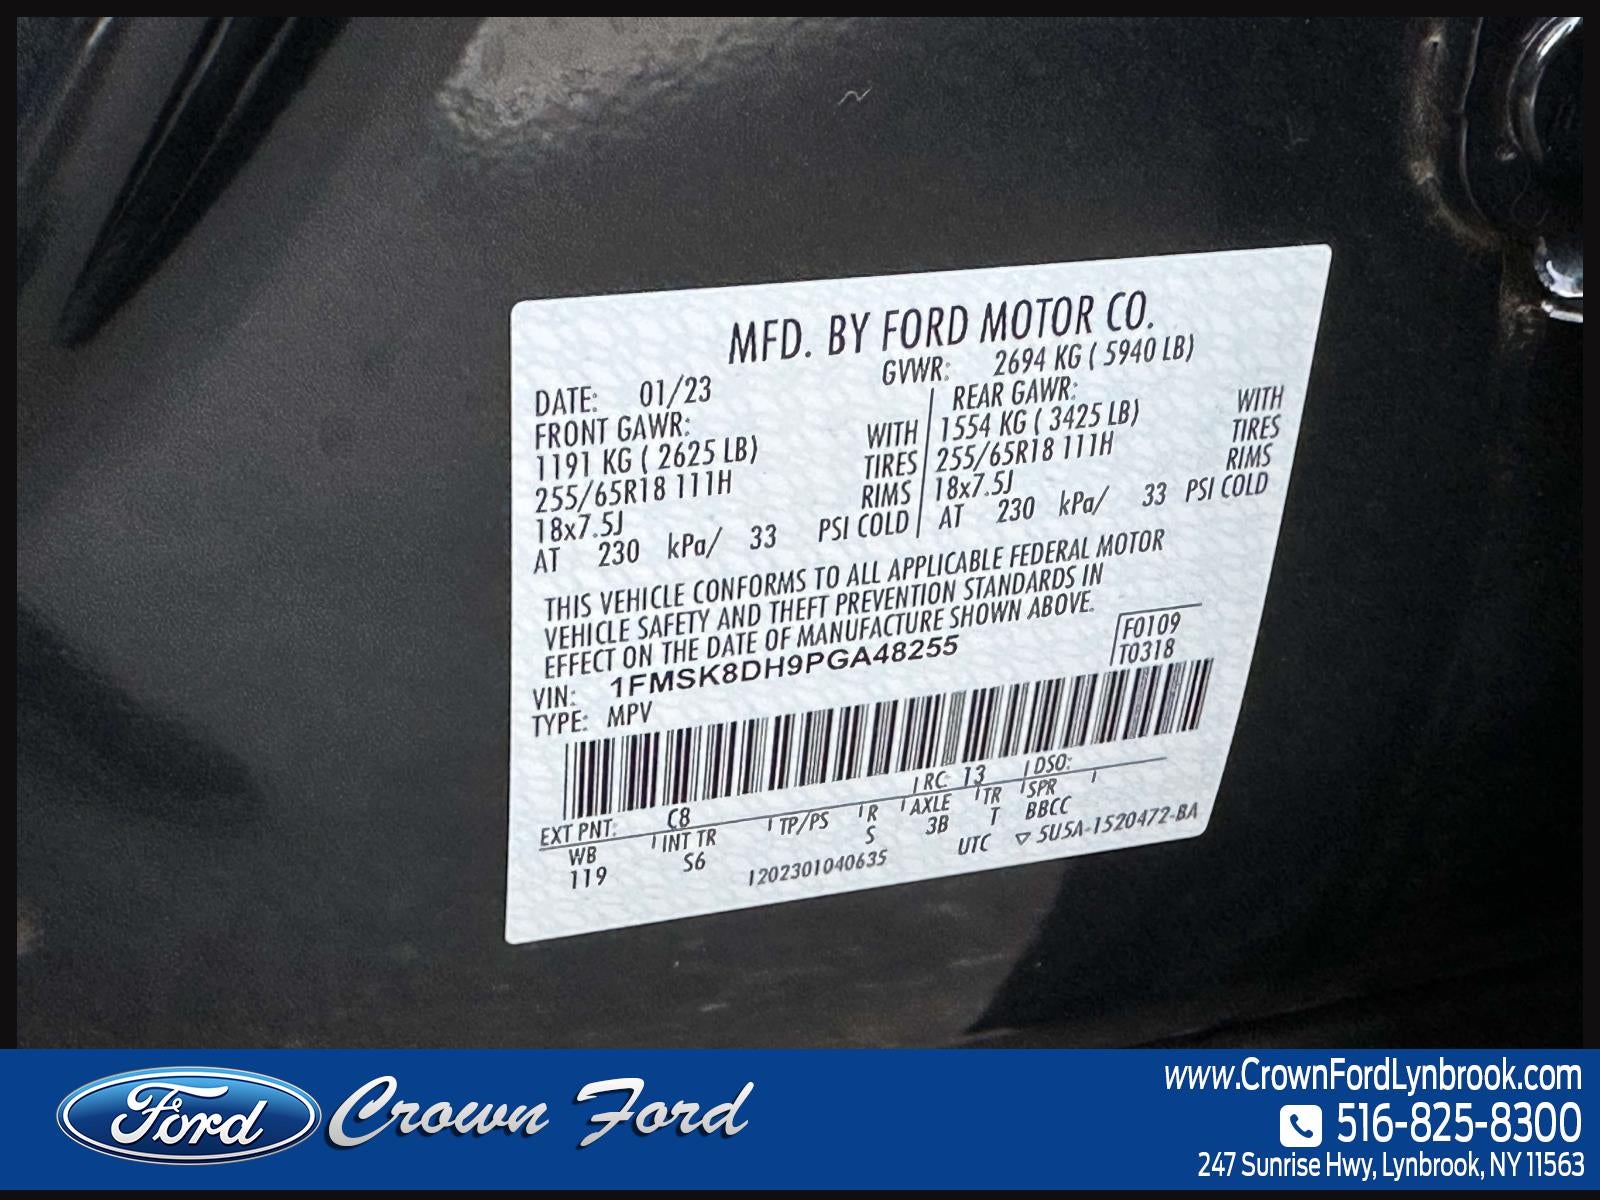 MFD. BY FORD MOTOR CO.
DATE: 01/23 GVWR: 2694 KG ( 5940 LB)
FRONT GAWR: REAR GAWR:
1191 KG ( 2625 LB) WITH 1554 KG ( 3425 LB) WITH
255/65R18 111H TIRES 255/65R18 111H TIRES
18x7.5J RIMS 18x7.5J RIMS
AT 230 kPa/ 33 PSI COLD AT 230 kPa/ 33 PSI COLD
THIS VEHICLE CONFORMS TO ALL APPLICABLE FEDERAL MOTOR
VEHICLE SAFETY AND THEFT PREVENTION STANDARDS IN
EFFECT ON THE DATE OF MANUFACTURE SHOWN ABOVE.
VIN: 1FMSK8DH9PGA48255 F0109
TYPE: MPV T0318
EXT PNT: C8 RC: 13 DSO:
WB INT TR TP/PS R AXLE TR SPR
119 S6 S 3B T BBCC
1202301040635 UTC ▽ 5U5A-1520472-BA
Ford Crown Ford
www.CrownFordLynbrook.com
516-825-8300
247 Sunrise Hwy, Lynbrook, NY 11563